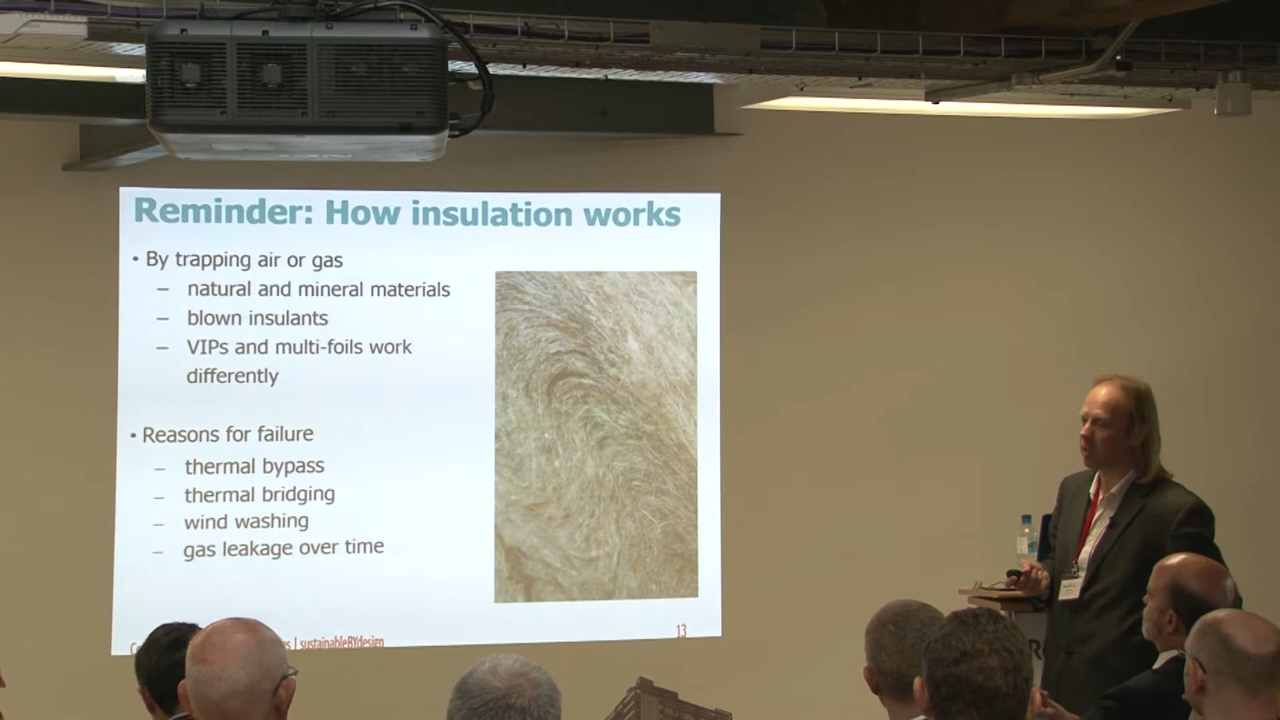 Reminder: How insulation works
• By trapping air or gas
– natural and mineral materials
– blown insulants
– VIPs and multi-foils work
differently
• Reasons for failure
– thermal bypass
– thermal bridging
– wind washing
– gas leakage over time
| sustainableBYdesign
13